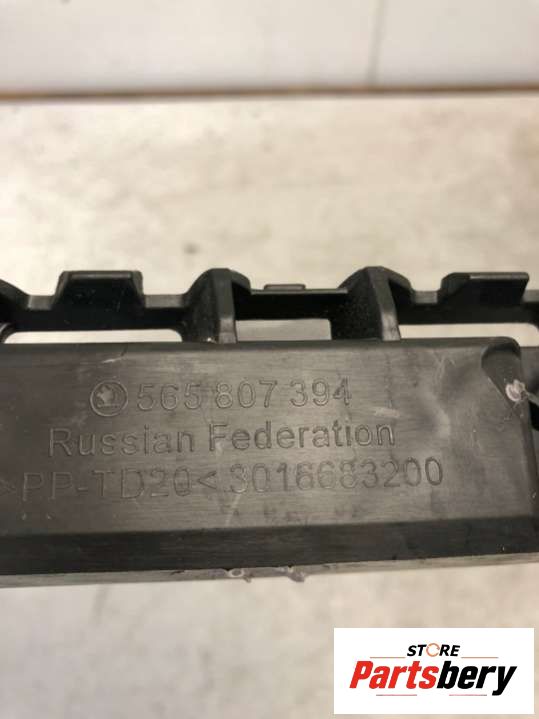 565 807 394
Russian Federation
>PP-TD20< 3016683200
STORE
Partsbery